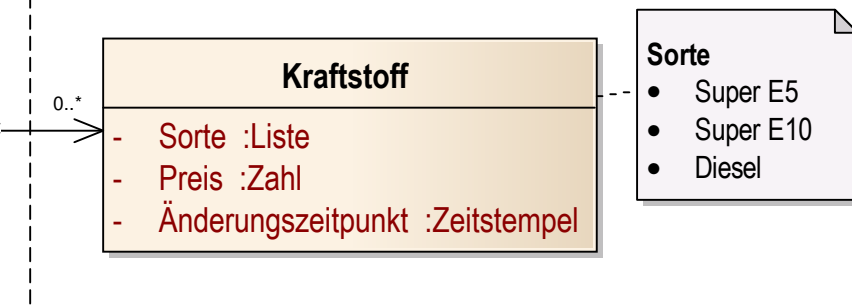 0..*
Kraftstoff
- Sorte :Liste
- Preis :Zahl
- Änderungszeitpunkt :Zeitstempel
Sorte
• Super E5
• Super E10
• Diesel